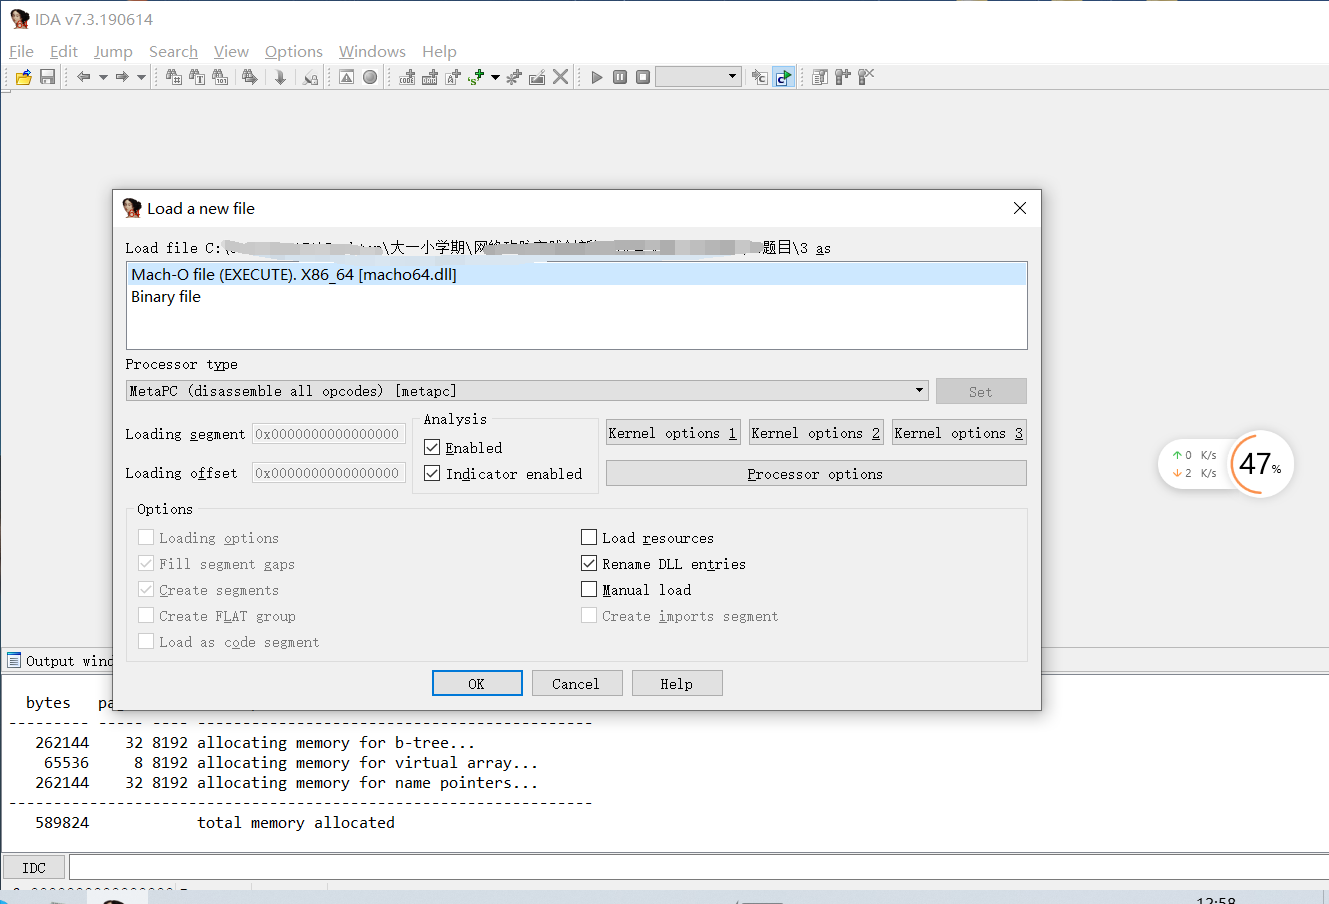 IDA v7.3.190614
File Edit Jump Search View Options Windows Help
Load a new file
Load file C:\ \大一小学期\网络 题目\3 as
Mach-O file (EXECUTE). X86_64 [macho64.dll]
Binary file
Processor type
MetaPC (disassemble all opcodes) [metapc]
Set
Loading segment 0x0000000000000000
Loading offset 0x0000000000000000
Analysis
Enabled
Indicator enabled
Kernel options 1 Kernel options 2 Kernel options 3
Processor options
Options
Loading options
Fill segment gaps
Create segments
Create FLAT group
Load as code segment
Load resources
Rename DLL entries
Manual load
Create imports segment
OK Cancel Help
0 K/s
2 K/s
47%
Output wind
bytes
--------- ----- ---- --------------------------------------------
262144 32 8192 allocating memory for b-tree...
65536 8 8192 allocating memory for virtual array...
262144 32 8192 allocating memory for name pointers...
-----------------------------------------------------------------
589824 total memory allocated
IDC
12:58